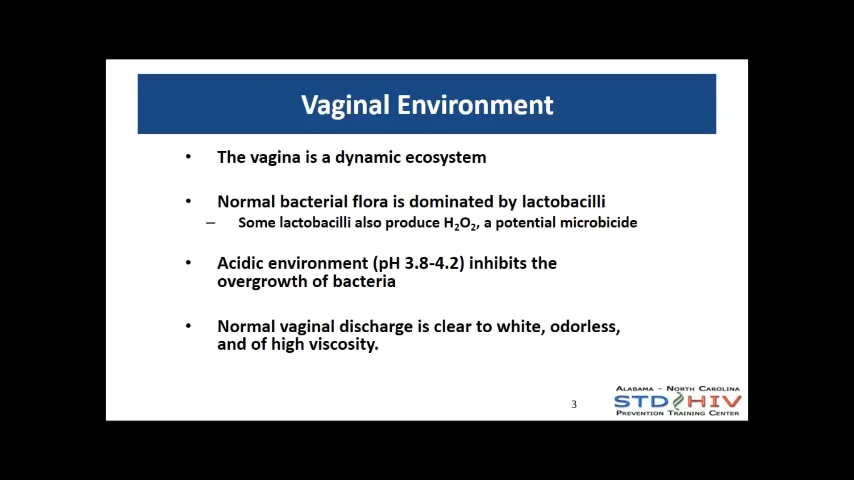 Vaginal Environment
• The vagina is a dynamic ecosystem
• Normal bacterial flora is dominated by lactobacilli
– Some lactobacilli also produce H₂O₂, a potential microbicide
• Acidic environment (pH 3.8-4.2) inhibits the
overgrowth of bacteria
• Normal vaginal discharge is clear to white, odorless,
and of high viscosity.
3
ALABAMA - NORTH CAROLINA
STD HIV
PREVENTION TRAINING CENTER